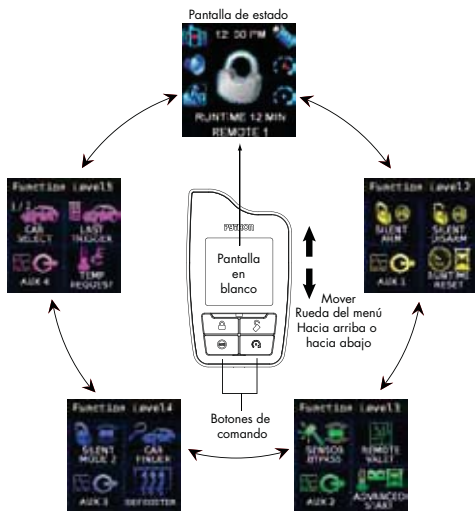 Pantalla de estado
12:00 PM
RUNTIME 12 MIN
REMOTE 1
Function Level5
1/2
CAR SELECT
LAST TRIGGER
AUX 4
TEMP REQUEST
Function Level2
SILENT ARM
SILENT DISARM
AUX 1
RUNTIME RESET
PYTHON
Pantalla
en
blanco
Mover
Rueda del menú
Hacia arriba o
hacia abajo
Botones de
comando
Function Level4
SILENT MODE 2
CAR FINDER
AUX 3
DEFROSTER
Function Level3
SENSOR BYPASS
REMOTE VALET
AUX 2
ADVANCED START